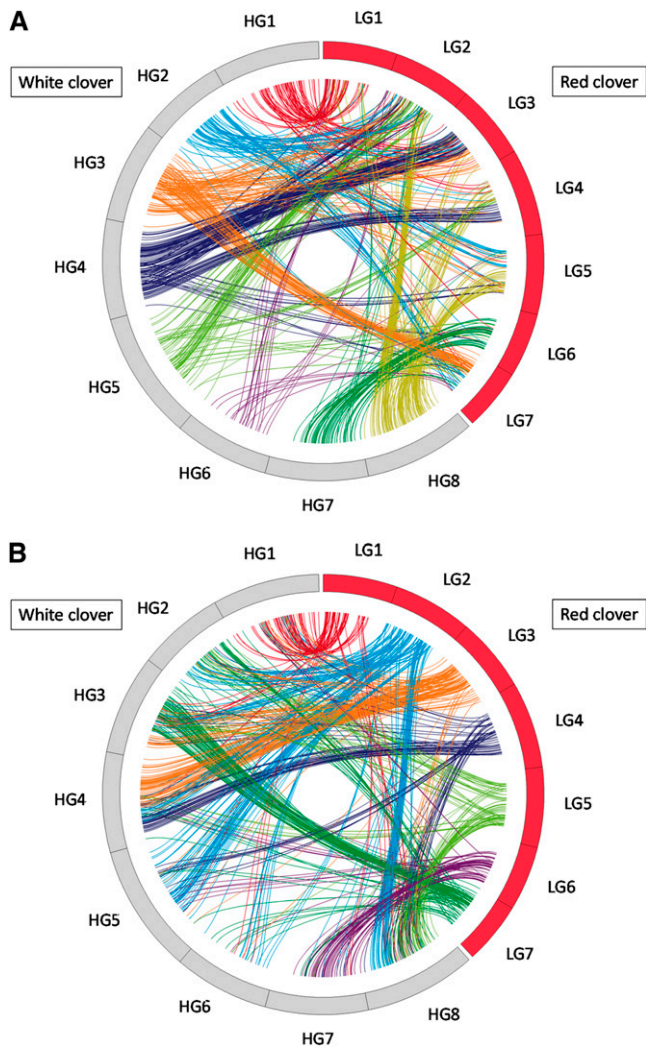 A
HG1
LG1
HG2
LG2
White clover
Red clover
HG3
LG3
HG4
LG4
HG5
LG5
HG6
LG6
HG7
LG7
HG8
B
HG1
LG1
HG2
LG2
White clover
Red clover
HG3
LG3
HG4
LG4
HG5
LG5
HG6
LG6
HG7
LG7
HG8